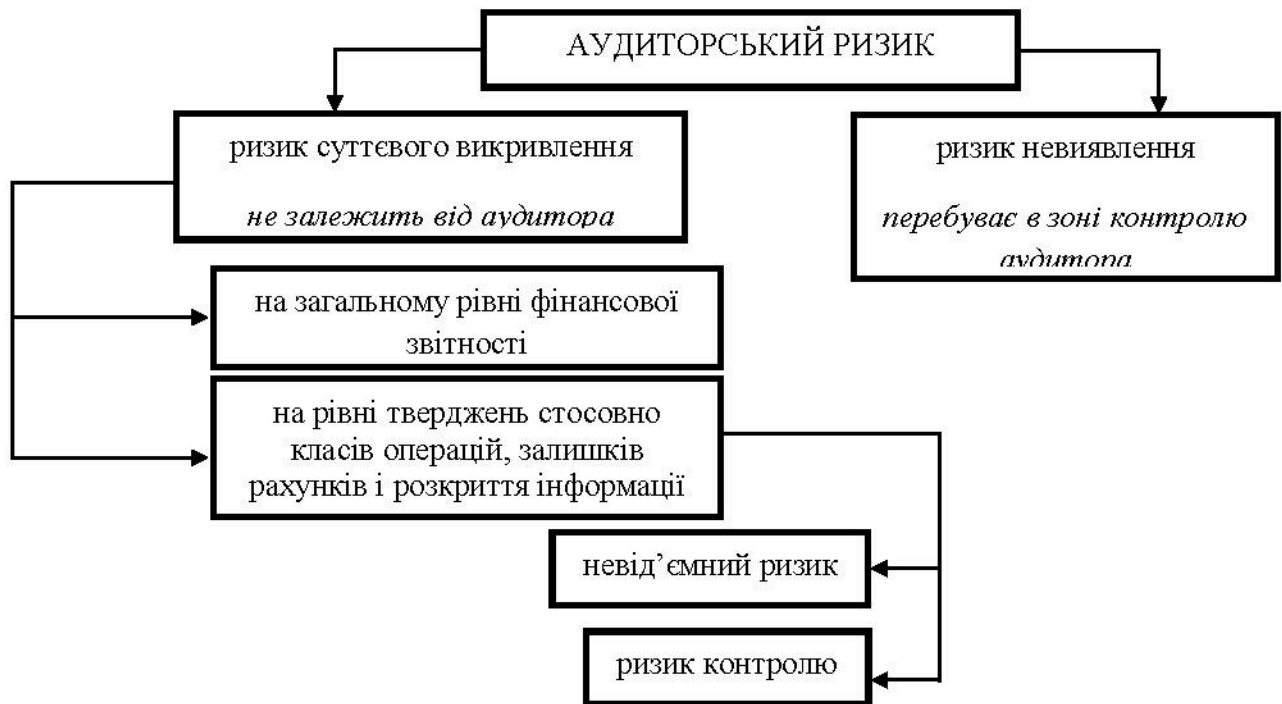 АУДИТОРСЬКИЙ РИЗИК
ризик суттєвого викривлення
не залежить від аудитора
ризик невиявлення
перебуває в зоні контролю
аудитора
на загальному рівні фінансової
звітності
на рівні тверджень стосовно
класів операцій, залишків
рахунків і розкриття інформації
невід’ємний ризик
ризик контролю